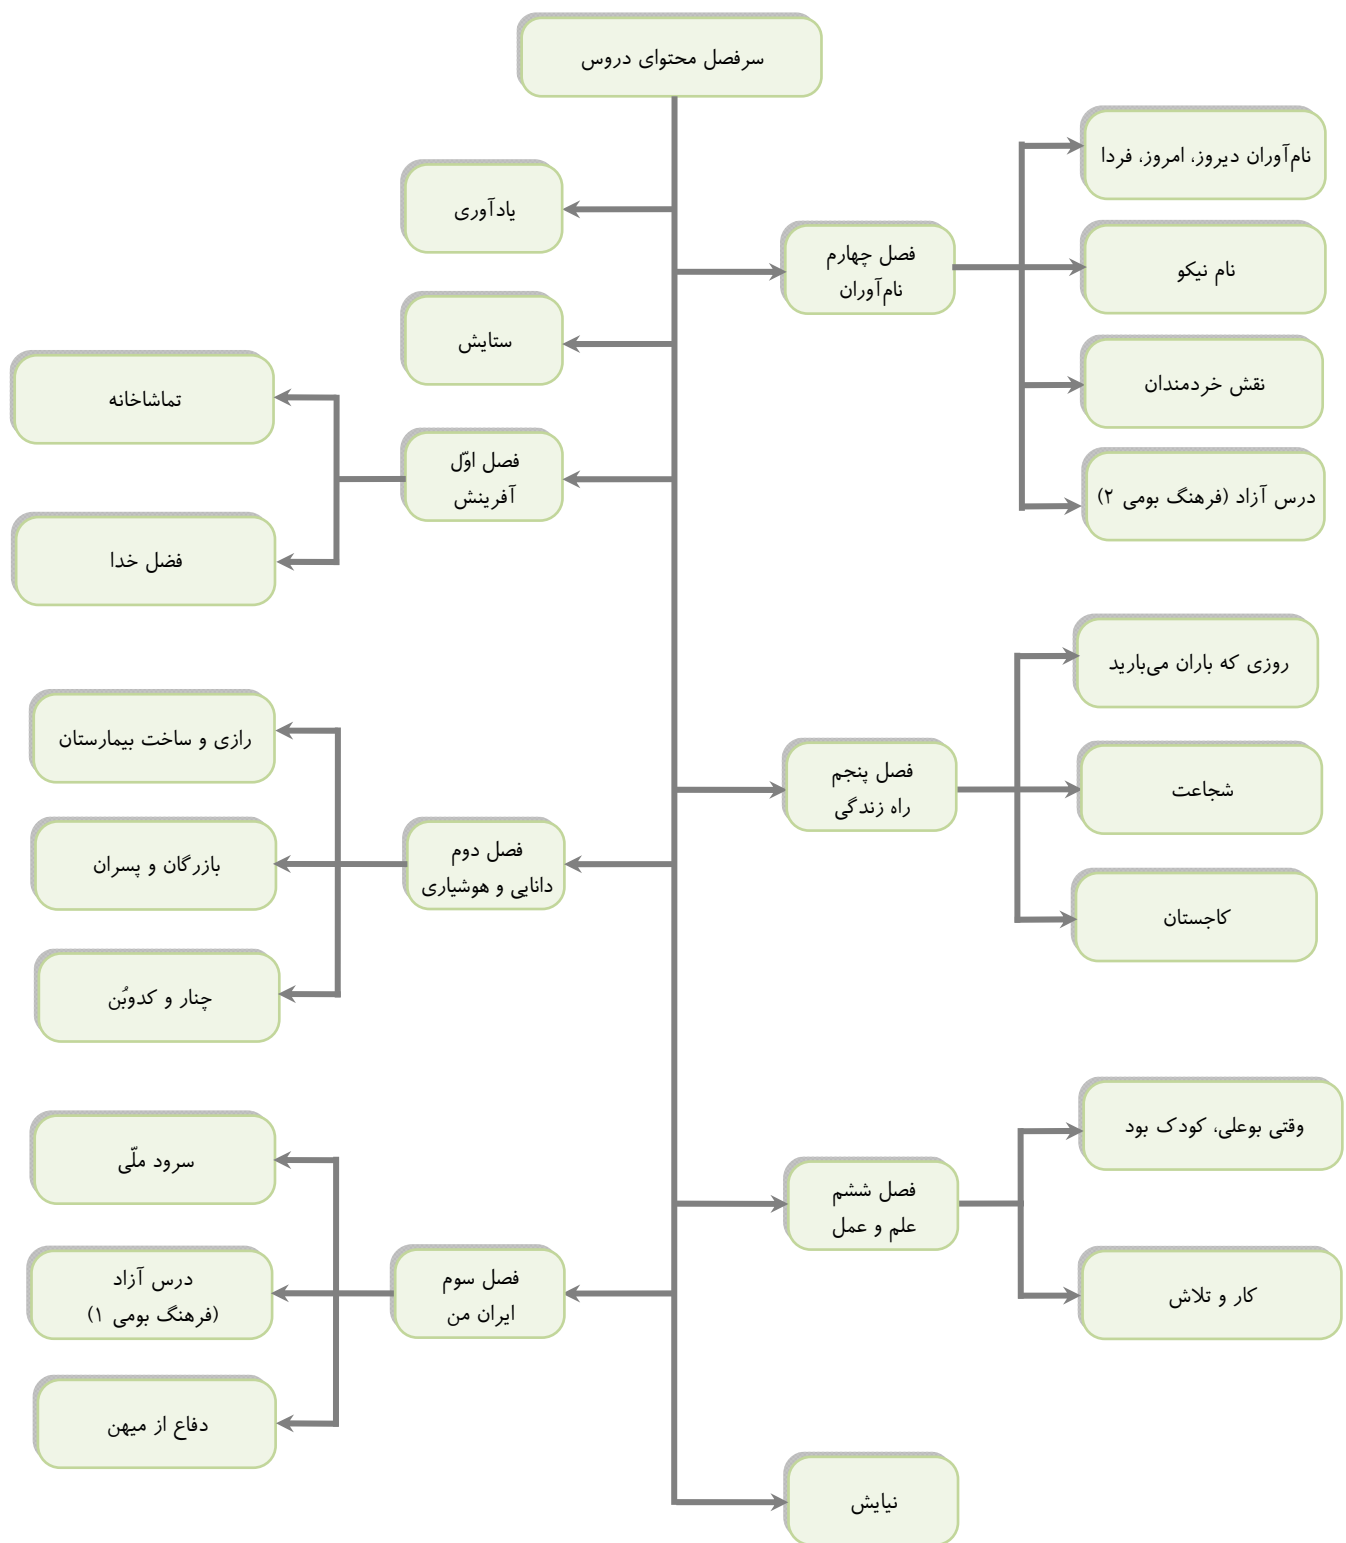 سرفصل محتوای دروس
یادآوری
ستایش
فصل اوّل
آفرینش
تماشاخانه
فضل خدا
فصل دوم
دانایی و هوشیاری
رازی و ساخت بیمارستان
بازرگان و پسران
چنار و کدوبُن
فصل سوم
ایران من
سرود ملّی
درس آزاد
(فرهنگ بومی ۱)
دفاع از میهن
فصل چهارم
نام‌آوران
نام‌آوران دیروز، امروز، فردا
نام نیکو
نقش خردمندان
درس آزاد (فرهنگ بومی ۲)
فصل پنجم
راه زندگی
روزی که باران می‌بارید
شجاعت
کاجستان
فصل ششم
علم و عمل
وقتی بوعلی، کودک بود
کار و تلاش
نیایش